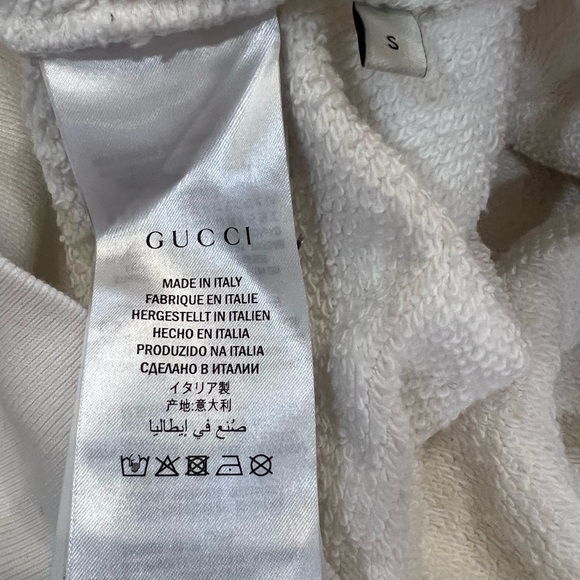 S
GUCCI
MADE IN ITALY
FABRIQUE EN ITALIE
HERGESTELLT IN ITALIEN
HECHO EN ITALIA
PRODUZIDO NA ITALIA
СДЕЛАНО В ИТАЛИИ
イタリア製
产地:意大利
صُنع في إيطاليا